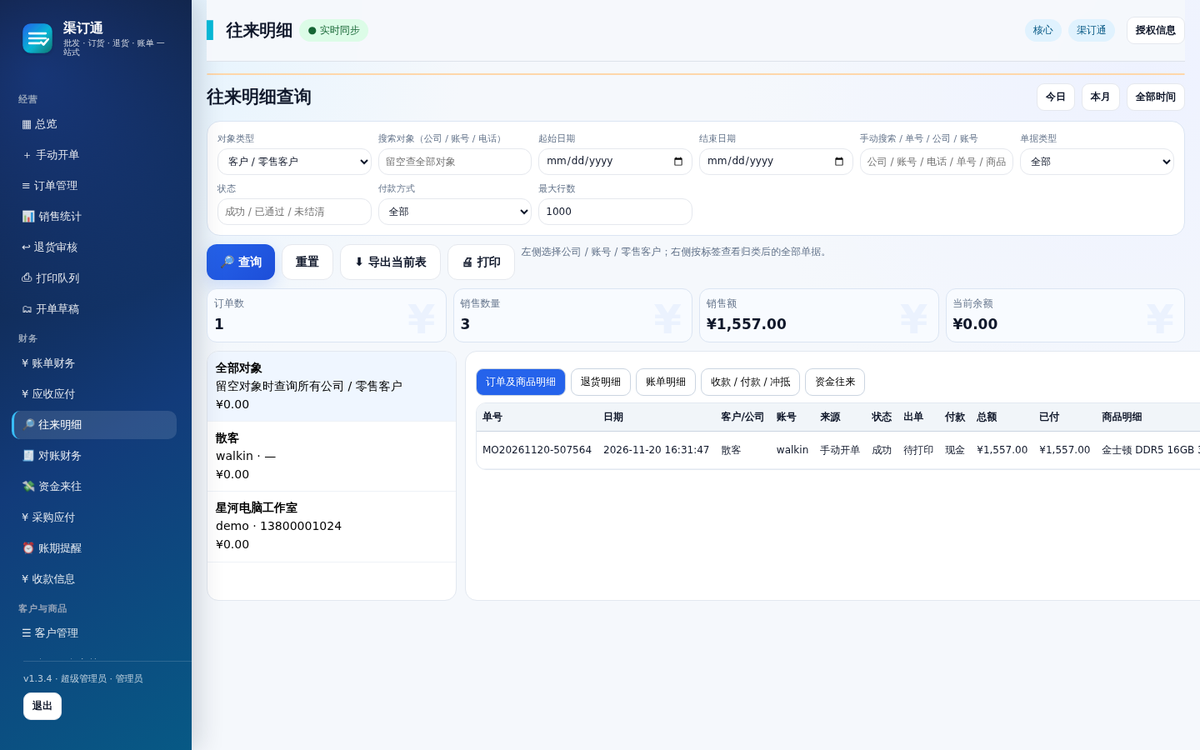 渠订通
批发 · 订货 · 退货 · 账单 一
站式
经营
▦ 总览
+ 手动开单
≡ 订单管理
📊 销售统计
↩ 退货审核
⎙ 打印队列
🗂 开单草稿
财务
¥ 账单财务
¥ 应收应付
🔎 往来明细
🧾 对账财务
💸 资金来往
¥ 采购应付
⏰ 账期提醒
¥ 收款信息
客户与商品
☰ 客户管理
v1.3.4 · 超级管理员 · 管理员
退出
往来明细
● 实时同步
核心
渠订通
授权信息
往来明细查询
今日
本月
全部时间
对象类型
搜索对象（公司 / 账号 / 电话）
起始日期
结束日期
手动搜索 / 单号 / 公司 / 账号
单据类型
客户 / 零售客户
留空查全部对象
mm/dd/yyyy
mm/dd/yyyy
公司 / 账号 / 电话 / 单号 / 商品
全部
状态
付款方式
最大行数
成功 / 已通过 / 未结清
全部
1000
🔎 查询
重置
⬇ 导出当前表
🖨 打印
左侧选择公司 / 账号 / 零售客户；右侧按标签查看归类后的全部单据。
订单数
1
¥
销售数量
3
¥
销售额
¥1,557.00
¥
当前余额
¥0.00
¥
全部对象
留空对象时查询所有公司 / 零售客户
¥0.00
散客
walkin · —
¥0.00
星河电脑工作室
demo · 13800001024
¥0.00
订单及商品明细
退货明细
账单明细
收款 / 付款 / 冲抵
资金往来
单号 日期 客户/公司 账号 来源 状态 出单 付款 总额 已付 商品明细
MO20261120-507564 2026-11-20 16:31:47 散客 walkin 手动开单 成功 待打印 现金 ¥1,557.00 ¥1,557.00 金士顿 DDR5 16GB